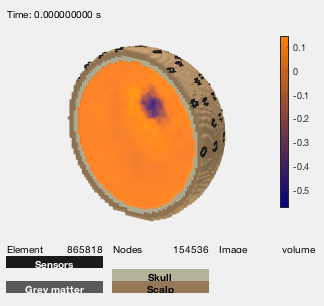 Time: 0.000000000 s
0.1
0
-0.1
-0.2
-0.3
-0.4
-0.5
Element 865818 Nodes 154536 Image volume
Sensors
Skull
Grey matter Scalp